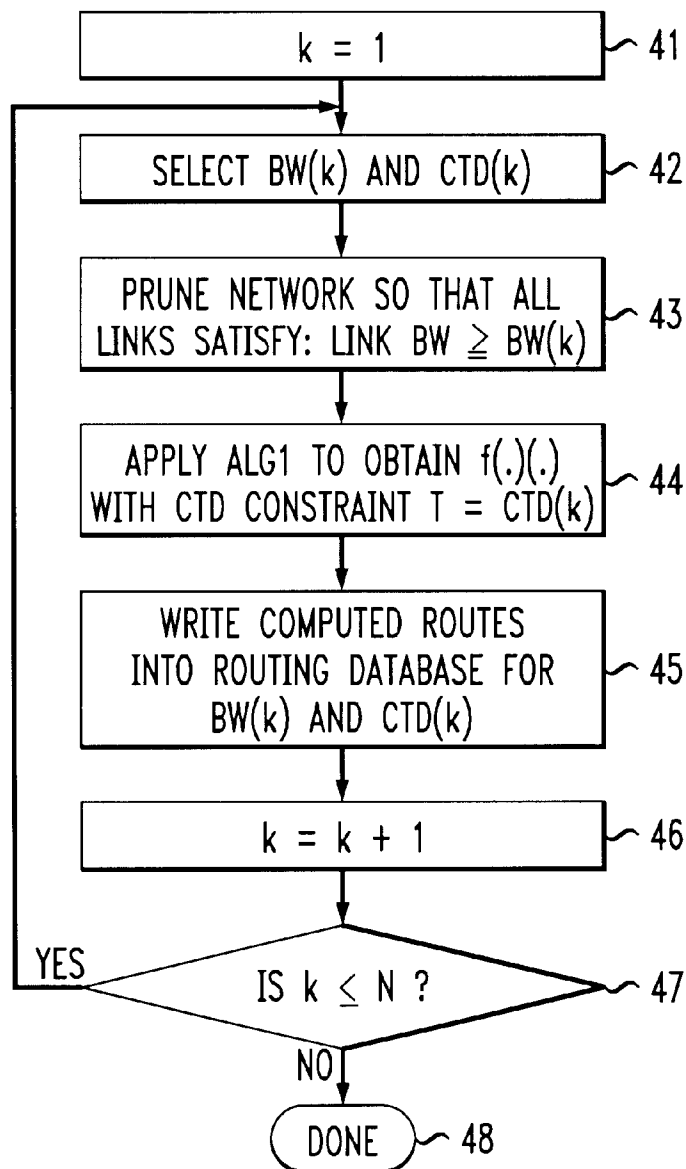 k = 1
41
SELECT BW(k) AND CTD(k)
42
PRUNE NETWORK SO THAT ALL
LINKS SATISFY: LINK BW ≧ BW(k)
43
APPLY ALG1 TO OBTAIN f(.)(.)
WITH CTD CONSTRAINT T = CTD(k)
44
WRITE COMPUTED ROUTES
INTO ROUTING DATABASE FOR
BW(k) AND CTD(k)
45
k = k + 1
46
YES
IS k ≤ N ?
47
NO
DONE
48